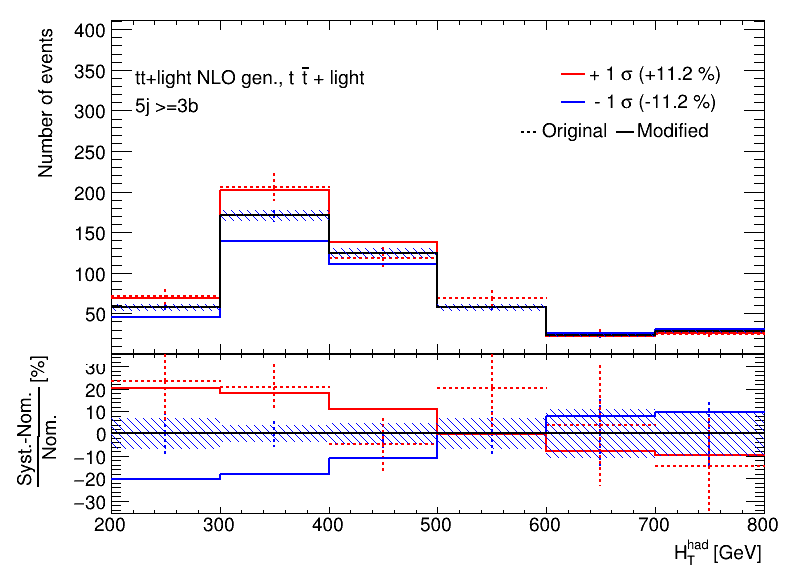 400
350
300
250
200
150
100
50
Number of events
tt+light NLO gen., t t̄ + light
5j >=3b
+ 1 σ (+11.2 %)
- 1 σ (-11.2 %)
Original Modified
30
20
10
0
−10
−20
−30
Syst.-Nom.
Nom.
[%]
200 300 400 500 600 700 800
H_T^had [GeV]